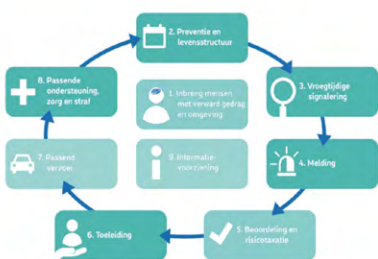 2. Preventie en
levensstructuur
8. Passende
ondersteuning,
zorg en straf
1. Inbreng mensen
met verward gedrag
en omgeving
3. Vroegtijdige
signalering
7. Passend
vervoer
9. Informatie-
voorziening
4. Melding
6. Toeleiding
5. Beoordeling en
risicotaxatie